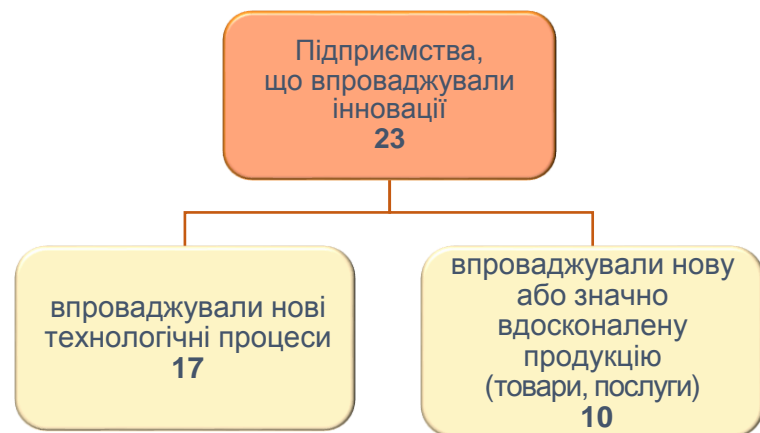 Підприємства,
що впроваджували
інновації
23
впроваджували нові
технологічні процеси
17
впроваджували нову
або значно
вдосконалену
продукцію
(товари, послуги)
10